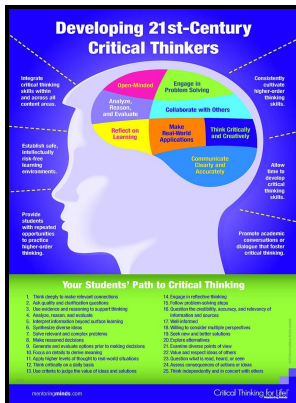 Developing 21st-Century
Critical Thinkers
Integrate
critical thinking
skills within
and across all
content areas.
Establish safe,
intellectually
risk-free
learning
environments.
Provide
students with
repeated
opportunities
to practice
higher-order
thinking.
Open-Minded
Engage in
Problem Solving
Analyze,
Reason,
and Evaluate
Collaborate with Others
Reflect on
Learning
Make
Real-World
Applications
Think Critically
and Creatively
Communicate
Clearly and
Accurately
Consistently
cultivate
higher-order
thinking
skills.
Allow
time to
develop
critical
thinking
skills.
Promote academic
conversations or
dialogue that foster
critical thinking.
Your Students' Path to Critical Thinking
1. Think deeply to make relevant connections
2. Ask quality and clarification questions
3. Use evidence and reasoning to support thinking
4. Analyze, reason, and evaluate
5. Interpret information beyond surface learning
6. Synthesize diverse ideas
7. Solve relevant and complex problems
8. Make reasoned decisions
9. Generate and evaluate options prior to making decisions
10. Focus on details to derive meaning
11. Apply higher levels of thought to real-world situations
12. Think critically on a daily basis
13. Use criteria to judge the value of ideas and solutions
14. Engage in reflective thinking
15. Follow problem-solving steps
16. Question the credibility, accuracy, and relevancy of
information and sources
17. Well-informed
18. Willing to consider multiple perspectives
19. Seek new and better solutions
20. Explore alternatives
21. Examine diverse points of view
22. Value and respect ideas of others
23. Question what is read, heard, or seen
24. Assess consequences of actions or ideas
25. Think independently and in concert with others
mentoringminds.com
Critical Thinking for Life!